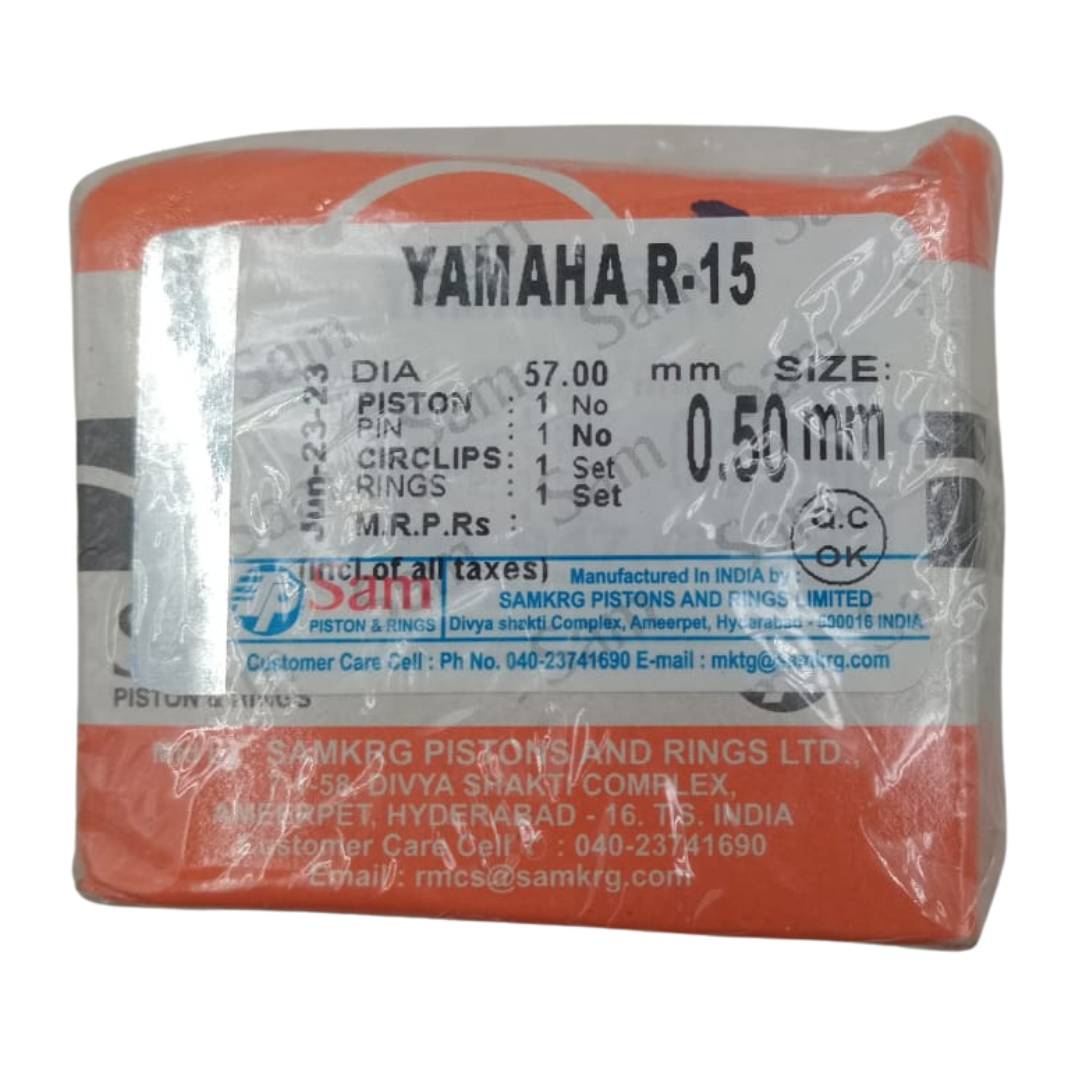 YAMAHA R-15
Jun-23-23
DIA 57.00 mm SIZE:
PISTON : 1 No 0.50 mm
PIN : 1 No
CIRCLIPS : 1 Set
RINGS : 1 Set
M.R.P.Rs :
(incl of all taxes)
Q.C
OK
Sam
PISTON & RINGS
Manufactured In INDIA by :
SAMKRG PISTONS AND RINGS LIMITED
Divya shakti Complex, Ameerpet, Hyderabad - 500016 INDIA
Customer Care Cell : Ph No. 040-23741690 E-mail : mktg@samkrg.com
PISTON & RINGS
SAMKRG PISTONS AND RINGS LTD.,
DIVYA SHAKTI COMPLEX,
AMEERPET, HYDERABAD - 16. T.S. INDIA
Customer Care Cell : 040-23741690
Email : rmcs@samkrg.com